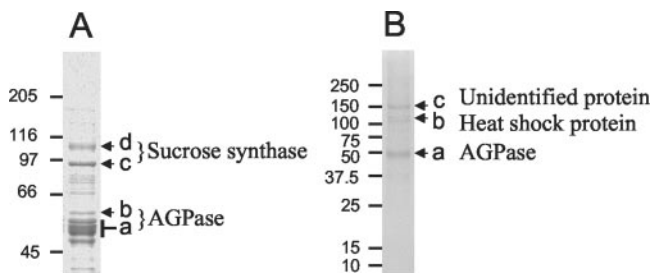 A
205
116
97
66
45
d
c
} Sucrose synthase
b
a
} AGPase
B
250
150
100
75
50
37.5
25
15
10
c Unidentified protein
b Heat shock protein
a AGPase